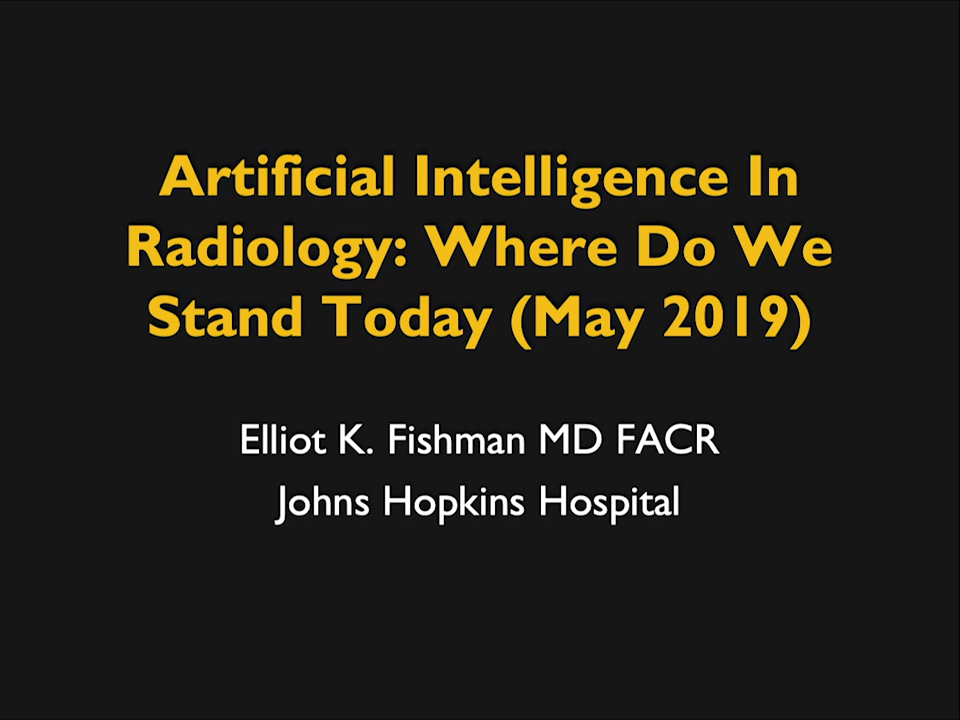 Artificial Intelligence In
Radiology: Where Do We
Stand Today (May 2019)
Elliot K. Fishman MD FACR
Johns Hopkins Hospital